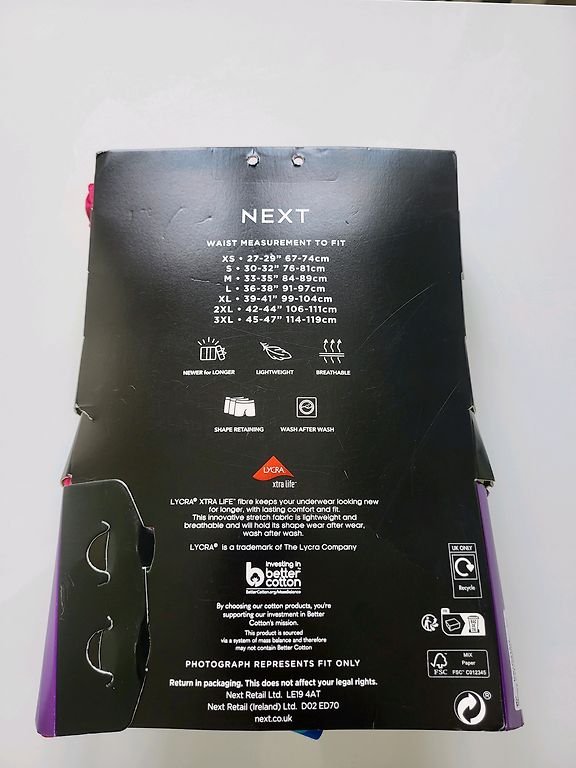 NEXT
WAIST MEASUREMENT TO FIT
XS • 27-29" 67-74cm
S • 30-32" 76-81cm
M • 33-35" 84-89cm
L • 36-38" 91-97cm
XL • 39-41" 99-104cm
2XL • 42-44" 106-111cm
3XL • 45-47" 114-119cm
NEWER for LONGER
LIGHTWEIGHT
BREATHABLE
SHAPE RETAINING
WASH AFTER WASH
LYCRA
xtra life™
LYCRA® XTRA LIFE™ fibre keeps your underwear looking new
for longer, with lasting comfort and fit.
This innovative stretch fabric is lightweight and
breathable and will hold its shape wear after wear,
wash after wash.
LYCRA® is a trademark of The Lycra Company
Investing in
better
cotton
BetterCotton.org/MassBalance
By choosing our cotton products, you're
supporting our investment in Better
Cotton's mission.
This product is sourced
via a system of mass balance and therefore
may not contain Better Cotton
PHOTOGRAPH REPRESENTS FIT ONLY
Return in packaging. This does not affect your legal rights.
Next Retail Ltd. LE19 4AT
Next Retail (Ireland) Ltd. D02 ED70
next.co.uk
UK ONLY
Recycle
FSC
MIX
Paper
FSC™ C012345
®